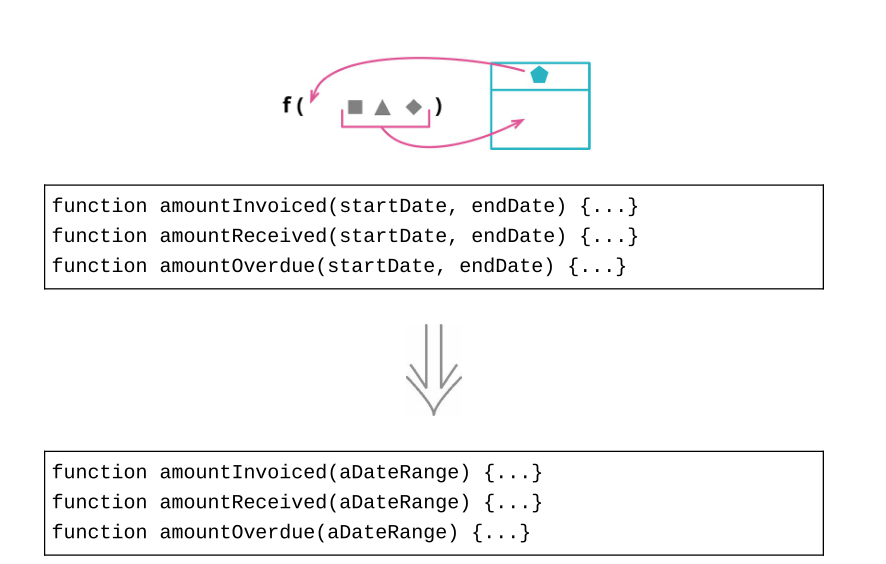 f( )
function amountInvoiced(startDate, endDate) {...}
function amountReceived(startDate, endDate) {...}
function amountOverdue(startDate, endDate) {...}
function amountInvoiced(aDateRange) {...}
function amountReceived(aDateRange) {...}
function amountOverdue(aDateRange) {...}